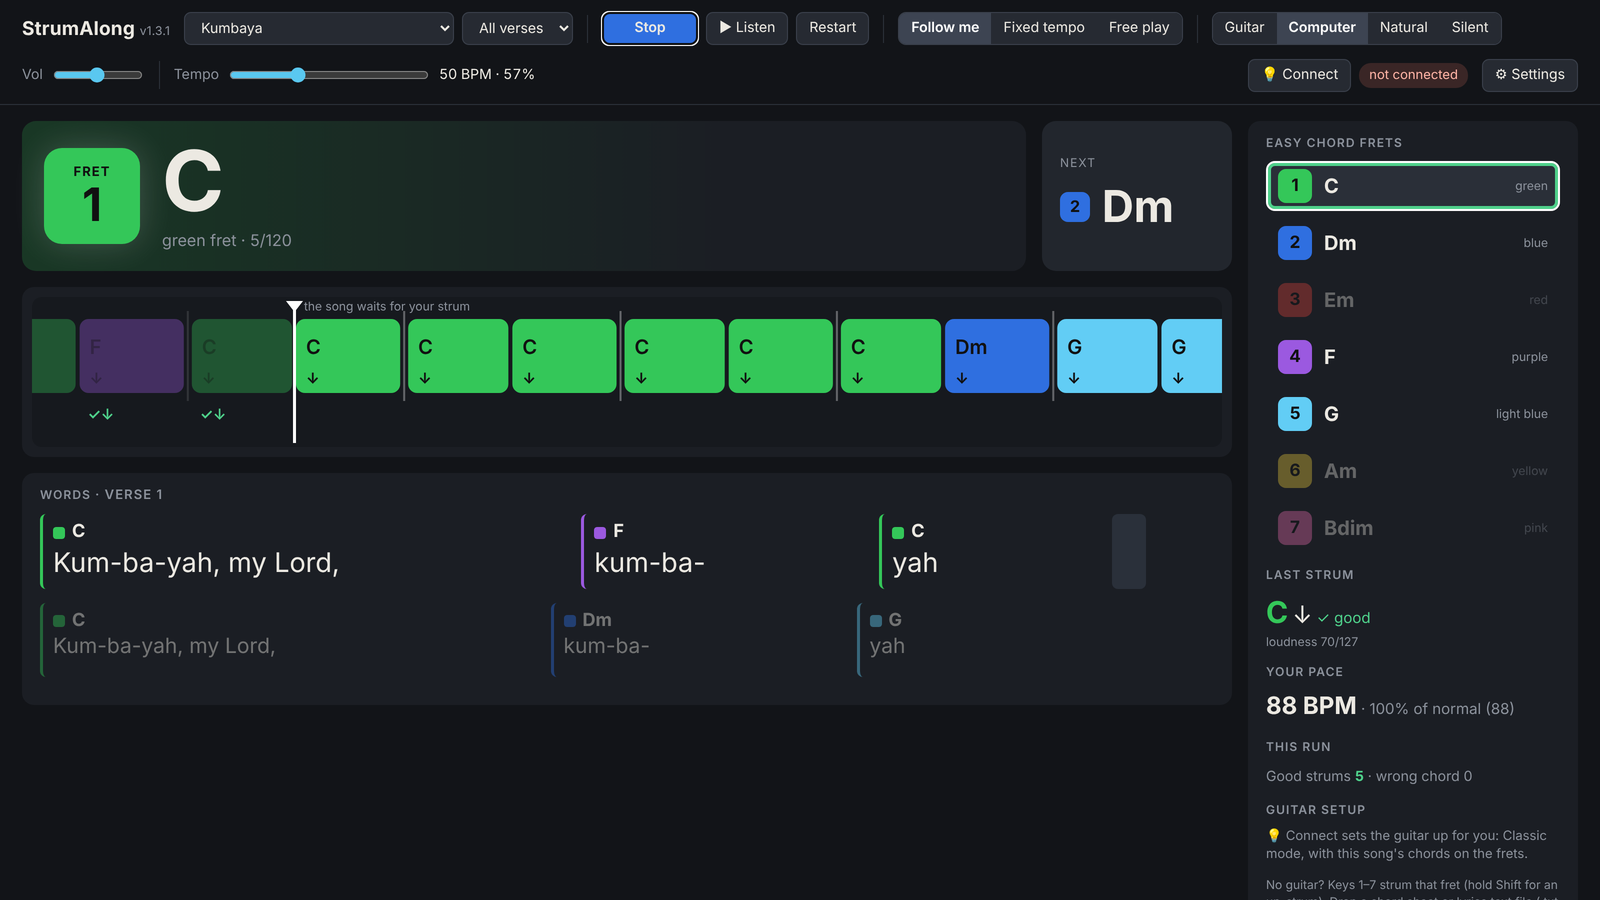 StrumAlong v1.3.1 Kumbaya All verses Stop ▶ Listen Restart Follow me Fixed tempo Free play Guitar Computer Natural Silent
Vol Tempo 50 BPM · 57% 💡 Connect not connected ⚙ Settings
FRET
1
C
green fret · 5/120
NEXT
2 Dm
the song waits for your strum
F C C C C C C C Dm G G
↓ ↓ ↓ ↓ ↓ ↓ ↓ ↓ ↓ ↓ ↓
✓↓ ✓↓
WORDS · VERSE 1
C F C
Kum-ba-yah, my Lord, kum-ba- yah
C Dm G
Kum-ba-yah, my Lord, kum-ba- yah
EASY CHORD FRETS
1 C green
2 Dm blue
3 Em red
4 F purple
5 G light blue
6 Am yellow
7 Bdim pink
LAST STRUM
C ↓ ✓ good
loudness 70/127
YOUR PACE
88 BPM · 100% of normal (88)
THIS RUN
Good strums 5 · wrong chord 0
GUITAR SETUP
💡 Connect sets the guitar up for you: Classic
mode, with this song's chords on the frets.
No guitar? Keys 1–7 strum that fret (hold Shift for an